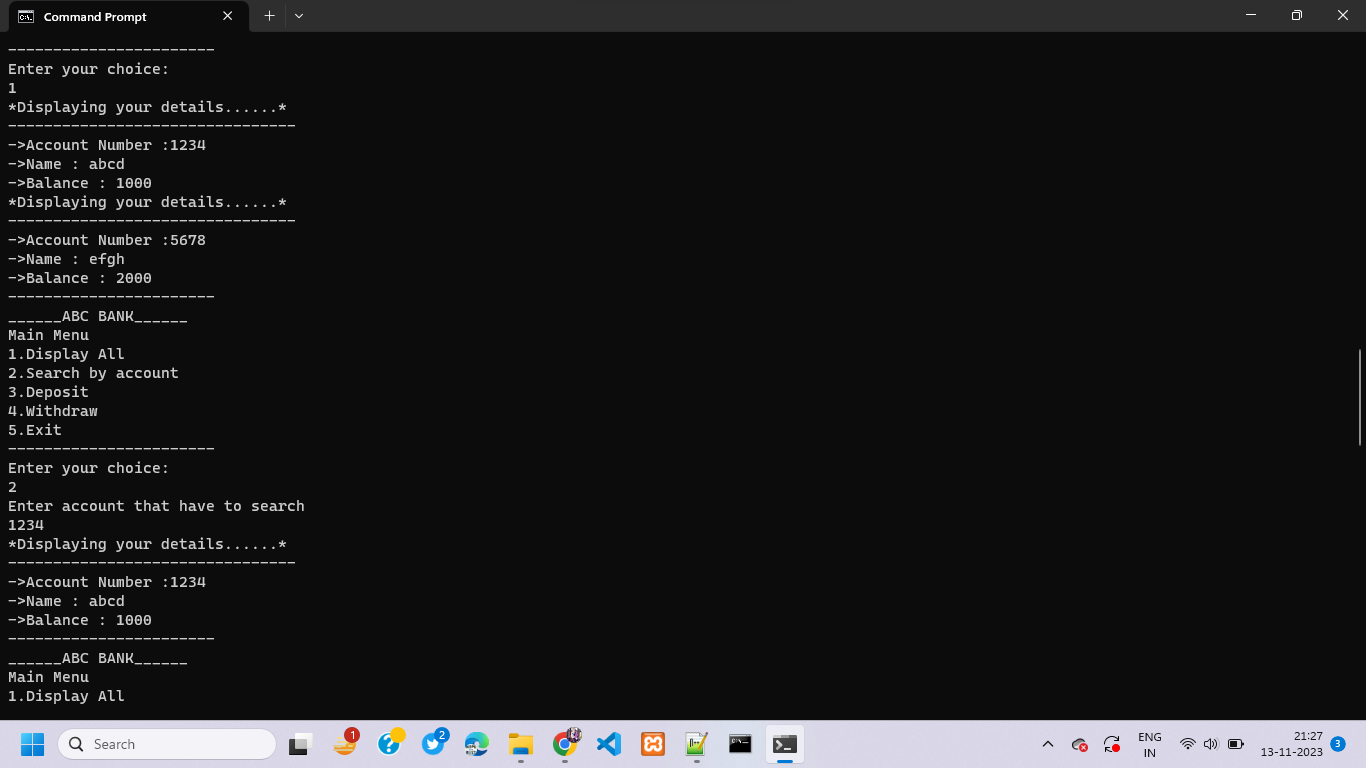 Command Prompt
-----------------------
Enter your choice:
1
*Displaying your details......*
--------------------------------
->Account Number :1234
->Name : abcd
->Balance : 1000
*Displaying your details......*
--------------------------------
->Account Number :5678
->Name : efgh
->Balance : 2000
-----------------------
______ABC BANK______
Main Menu
1.Display All
2.Search by account
3.Deposit
4.Withdraw
5.Exit
-----------------------
Enter your choice:
2
Enter account that have to search
1234
*Displaying your details......*
--------------------------------
->Account Number :1234
->Name : abcd
->Balance : 1000
-----------------------
______ABC BANK______
Main Menu
1.Display All
Search
1
2
ENG
IN
21:27
13-11-2023
3